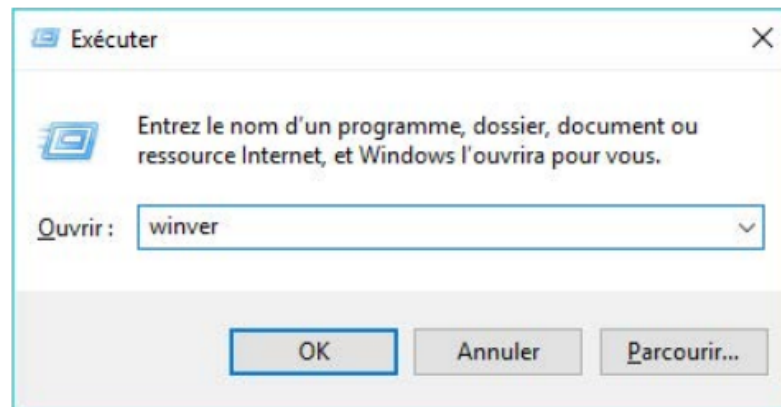 Exécuter
Entrez le nom d'un programme, dossier, document ou
ressource Internet, et Windows l'ouvrira pour vous.
Ouvrir : winver
OK Annuler Parcourir...